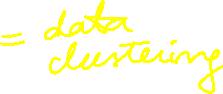 = data
clustering